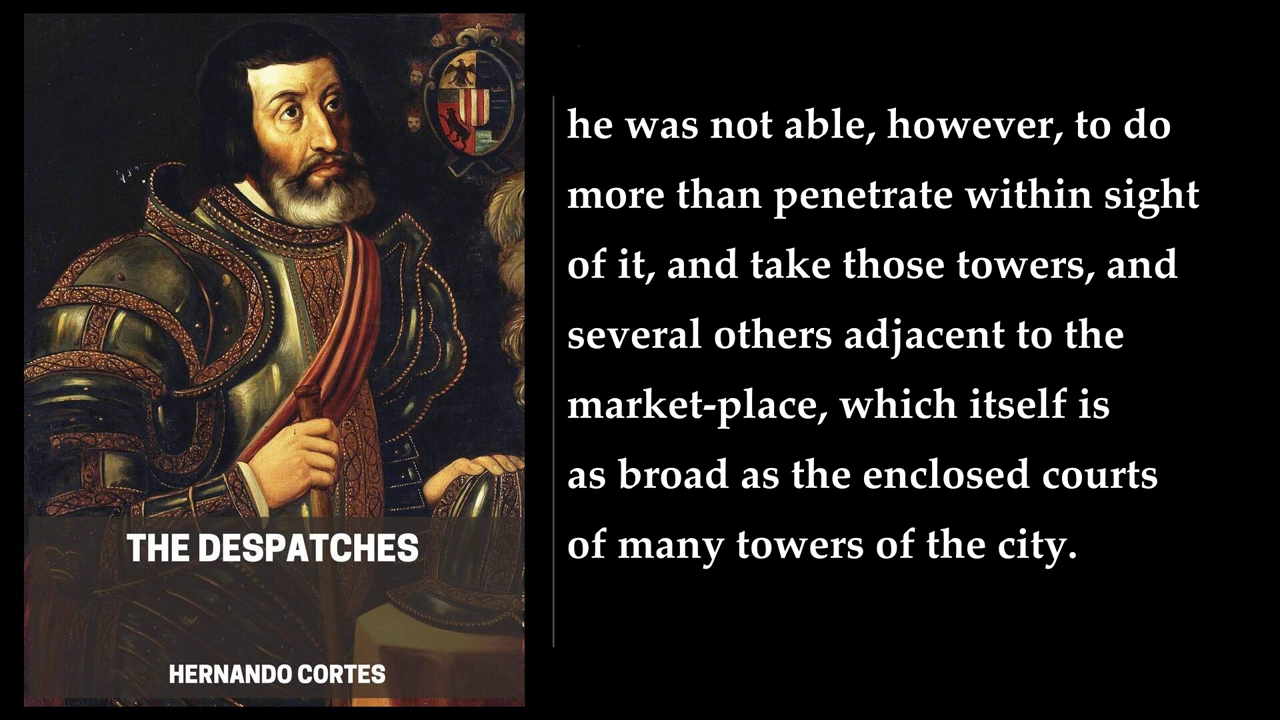 THE DESPATCHES
HERNANDO CORTES
he was not able, however, to do
more than penetrate within sight
of it, and take those towers, and
several others adjacent to the
market-place, which itself is
as broad as the enclosed courts
of many towers of the city.